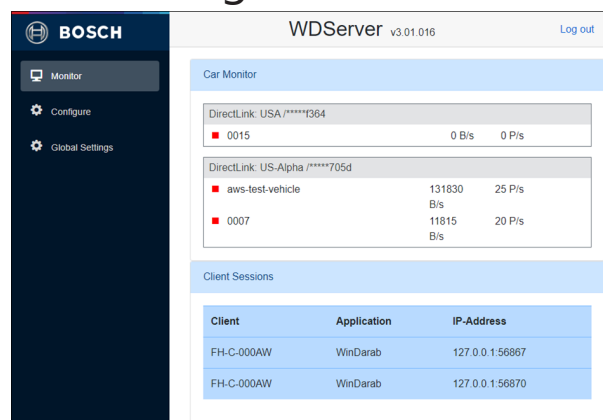 BOSCH
WDServer v3.01.016
Log out
Monitor
Configure
Global Settings
Car Monitor
DirectLink: USA /*****f364
0015 0 B/s 0 P/s
DirectLink: US-Alpha /*****705d
aws-test-vehicle 131830 B/s 25 P/s
0007 11815 B/s 20 P/s
Client Sessions
Client Application IP-Address
FH-C-000AW WinDarab 127.0.0.1:56867
FH-C-000AW WinDarab 127.0.0.1:56870